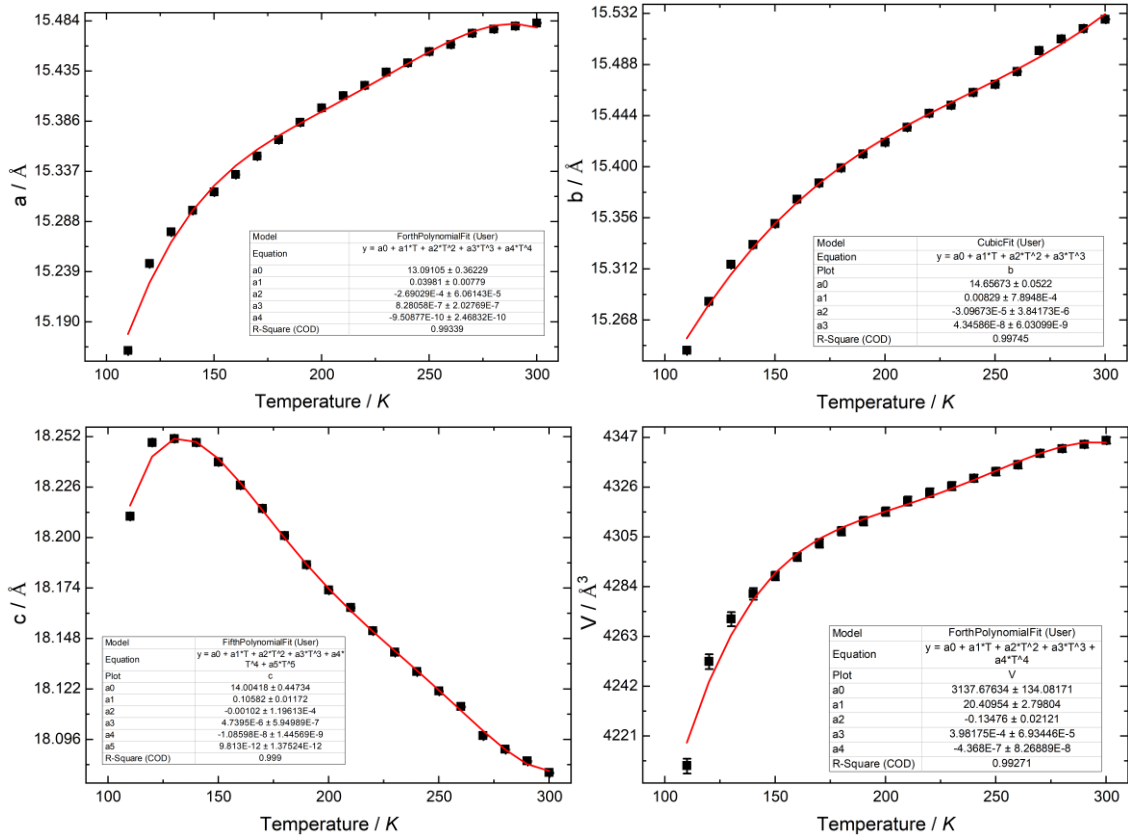 15.484
15.435
15.386
15.337
15.288
15.239
15.190
a / Å
Model ForthPolynomialFit (User)
Equation y = a0 + a1*T + a2*T^2 + a3*T^3 + a4*T^4
a0 13.09105 ± 0.36229
a1 0.03981 ± 0.00779
a2 -2.69029E-4 ± 6.06143E-5
a3 8.28058E-7 ± 2.02769E-7
a4 -9.50877E-10 ± 2.46832E-10
R-Square (COD) 0.99339
100 150 200 250 300
Temperature / K
15.532
15.488
15.444
15.400
15.356
15.312
15.268
b / Å
Model CubicFit (User)
Equation y = a0 + a1*T + a2*T^2 + a3*T^3
Plot b
a0 14.65673 ± 0.0522
a1 0.00829 ± 7.8948E-4
a2 -3.09673E-5 ± 3.84173E-6
a3 4.34586E-8 ± 6.03099E-9
R-Square (COD) 0.99745
100 150 200 250 300
Temperature / K
18.252
18.226
18.200
18.174
18.148
18.122
18.096
c / Å
Model FifthPolynomialFit (User)
Equation y = a0 + a1*T + a2*T^2 + a3*T^3 + a4*
T^4 + a5*T^5
Plot c
a0 14.00418 ± 0.44734
a1 0.10582 ± 0.01172
a2 -0.00102 ± 1.19613E-4
a3 4.7395E-6 ± 5.94989E-7
a4 -1.08598E-8 ± 1.44569E-9
a5 9.813E-12 ± 1.37524E-12
R-Square (COD) 0.999
100 150 200 250 300
Temperature / K
4347
4326
4305
4284
4263
4242
4221
V / Å³
Model ForthPolynomialFit (User)
Equation y = a0 + a1*T + a2*T^2 + a3*T^3 +
a4*T^4
Plot V
a0 3137.67634 ± 134.08171
a1 20.40954 ± 2.79804
a2 -0.13476 ± 0.02121
a3 3.98175E-4 ± 6.93446E-5
a4 -4.368E-7 ± 8.26889E-8
R-Square (COD) 0.99271
100 150 200 250 300
Temperature / K